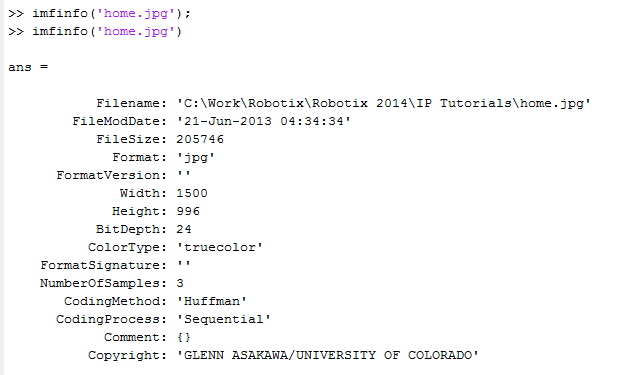 >> imfinfo('home.jpg');
>> imfinfo('home.jpg')
ans =
Filename: 'C:\Work\Robotix\Robotix 2014\IP Tutorials\home.jpg'
FileModDate: '21-Jun-2013 04:34:34'
FileSize: 205746
Format: 'jpg'
FormatVersion: ''
Width: 1500
Height: 996
BitDepth: 24
ColorType: 'truecolor'
FormatSignature: ''
NumberOfSamples: 3
CodingMethod: 'Huffman'
CodingProcess: 'Sequential'
Comment: {}
Copyright: 'GLENN ASAKAWA/UNIVERSITY OF COLORADO'